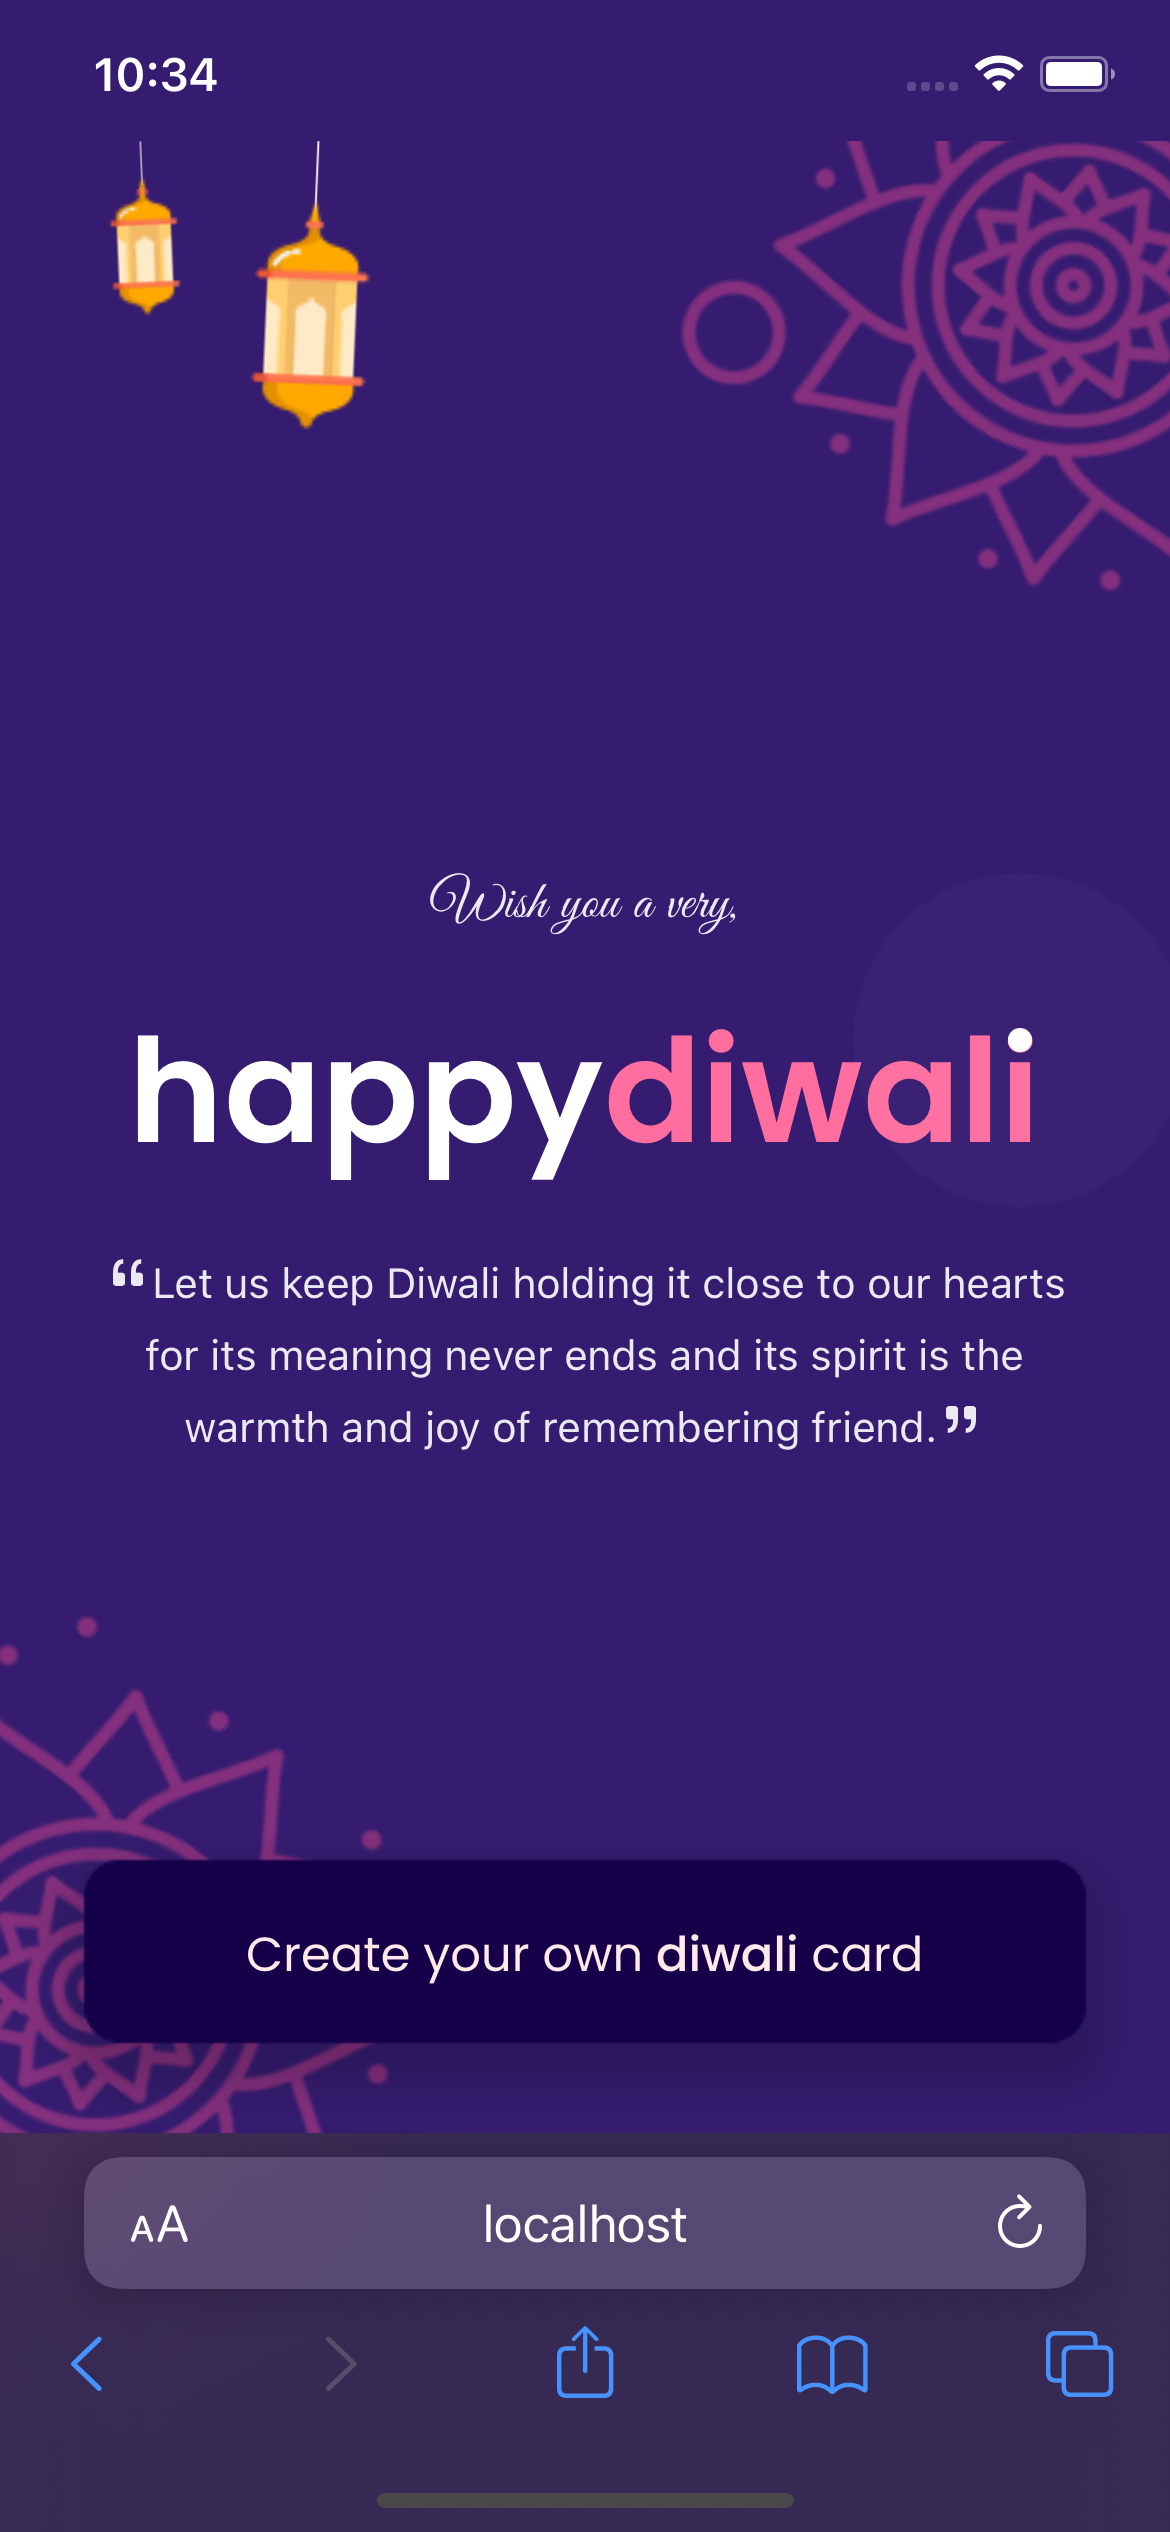 10:34
Wish you a very,
happydiwali
“Let us keep Diwali holding it close to our hearts
for its meaning never ends and its spirit is the
warmth and joy of remembering friend.”
Create your own diwali card
AA localhost